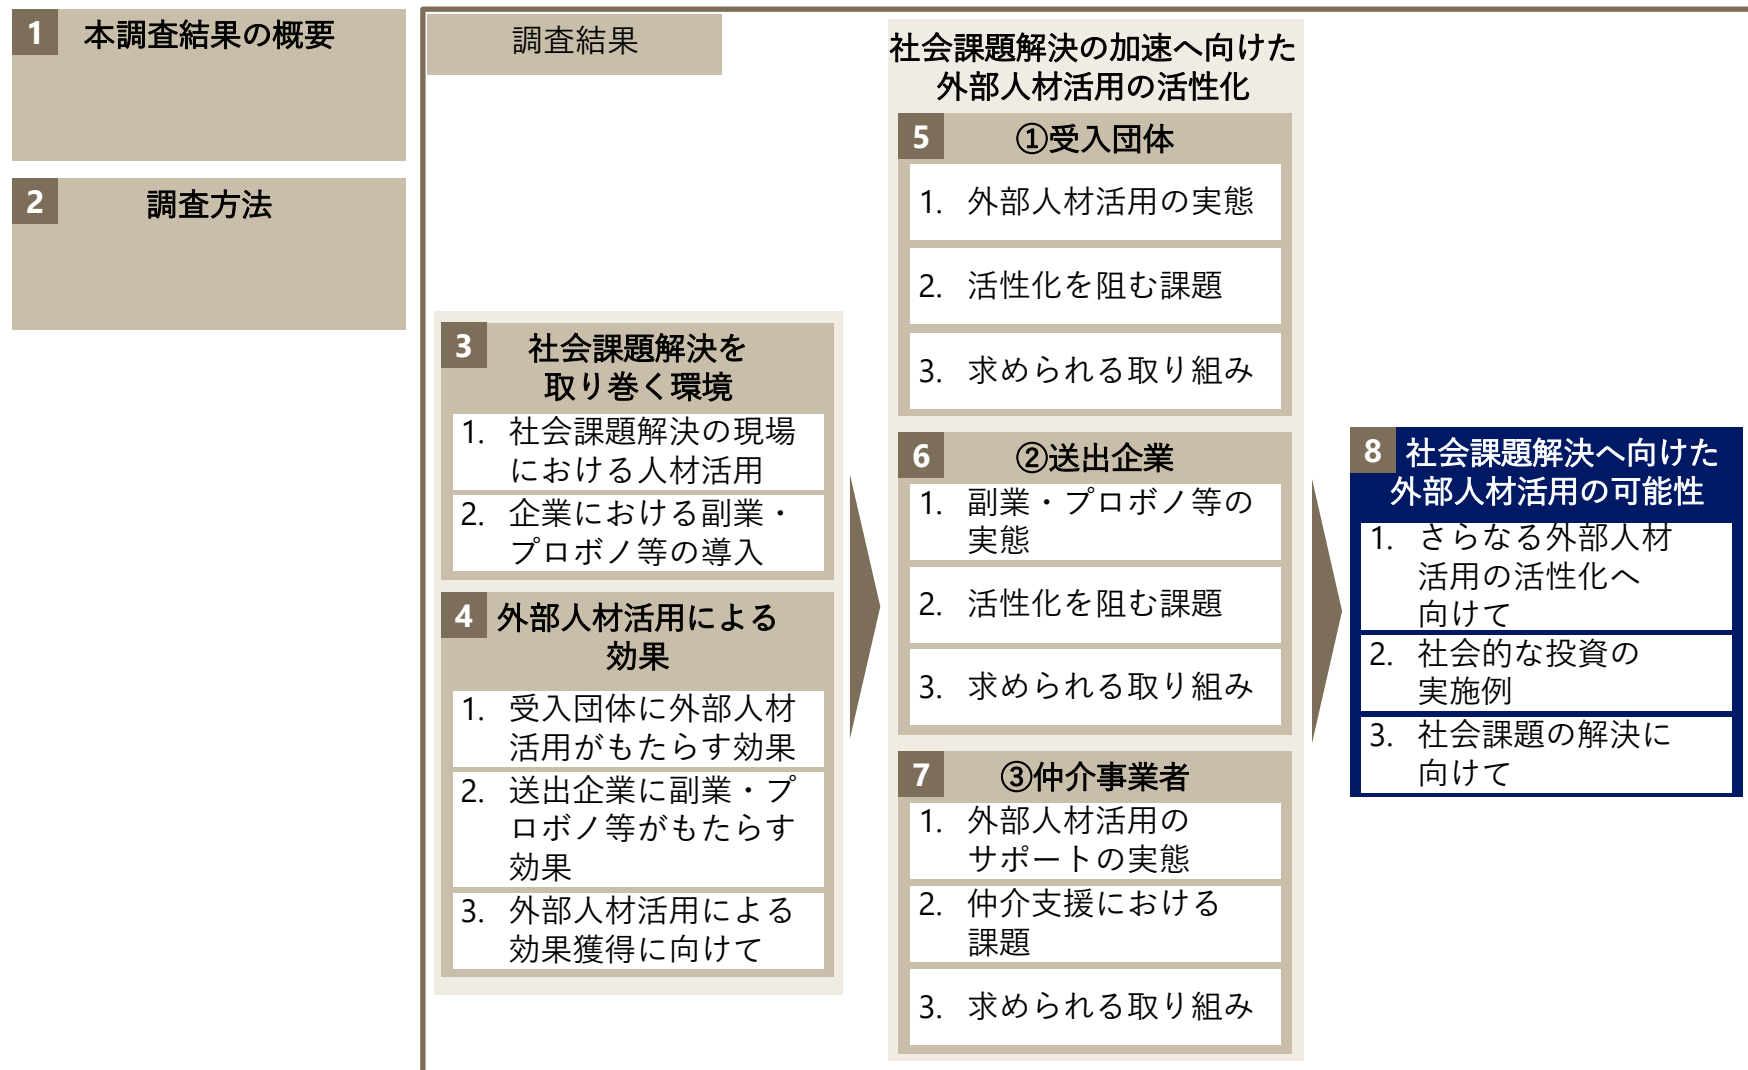 1 本調査結果の概要
2 調査方法
調査結果
3 社会課題解決を
取り巻く環境
1. 社会課題解決の現場
における人材活用
2. 企業における副業・
プロボノ等の導入
4 外部人材活用による
効果
1. 受入団体に外部人材
活用がもたらす効果
2. 送出企業に副業・プ
ロボノ等がもたらす
効果
3. 外部人材活用による
効果獲得に向けて
社会課題解決の加速へ向けた
外部人材活用の活性化
5 ①受入団体
1. 外部人材活用の実態
2. 活性化を阻む課題
3. 求められる取り組み
6 ②送出企業
1. 副業・プロボノ等の
実態
2. 活性化を阻む課題
3. 求められる取り組み
7 ③仲介事業者
1. 外部人材活用の
サポートの実態
2. 仲介支援における
課題
3. 求められる取り組み
8 社会課題解決へ向けた
外部人材活用の可能性
1. さらなる外部人材
活用の活性化へ
向けて
2. 社会的な投資の
実施例
3. 社会課題の解決に
向けて